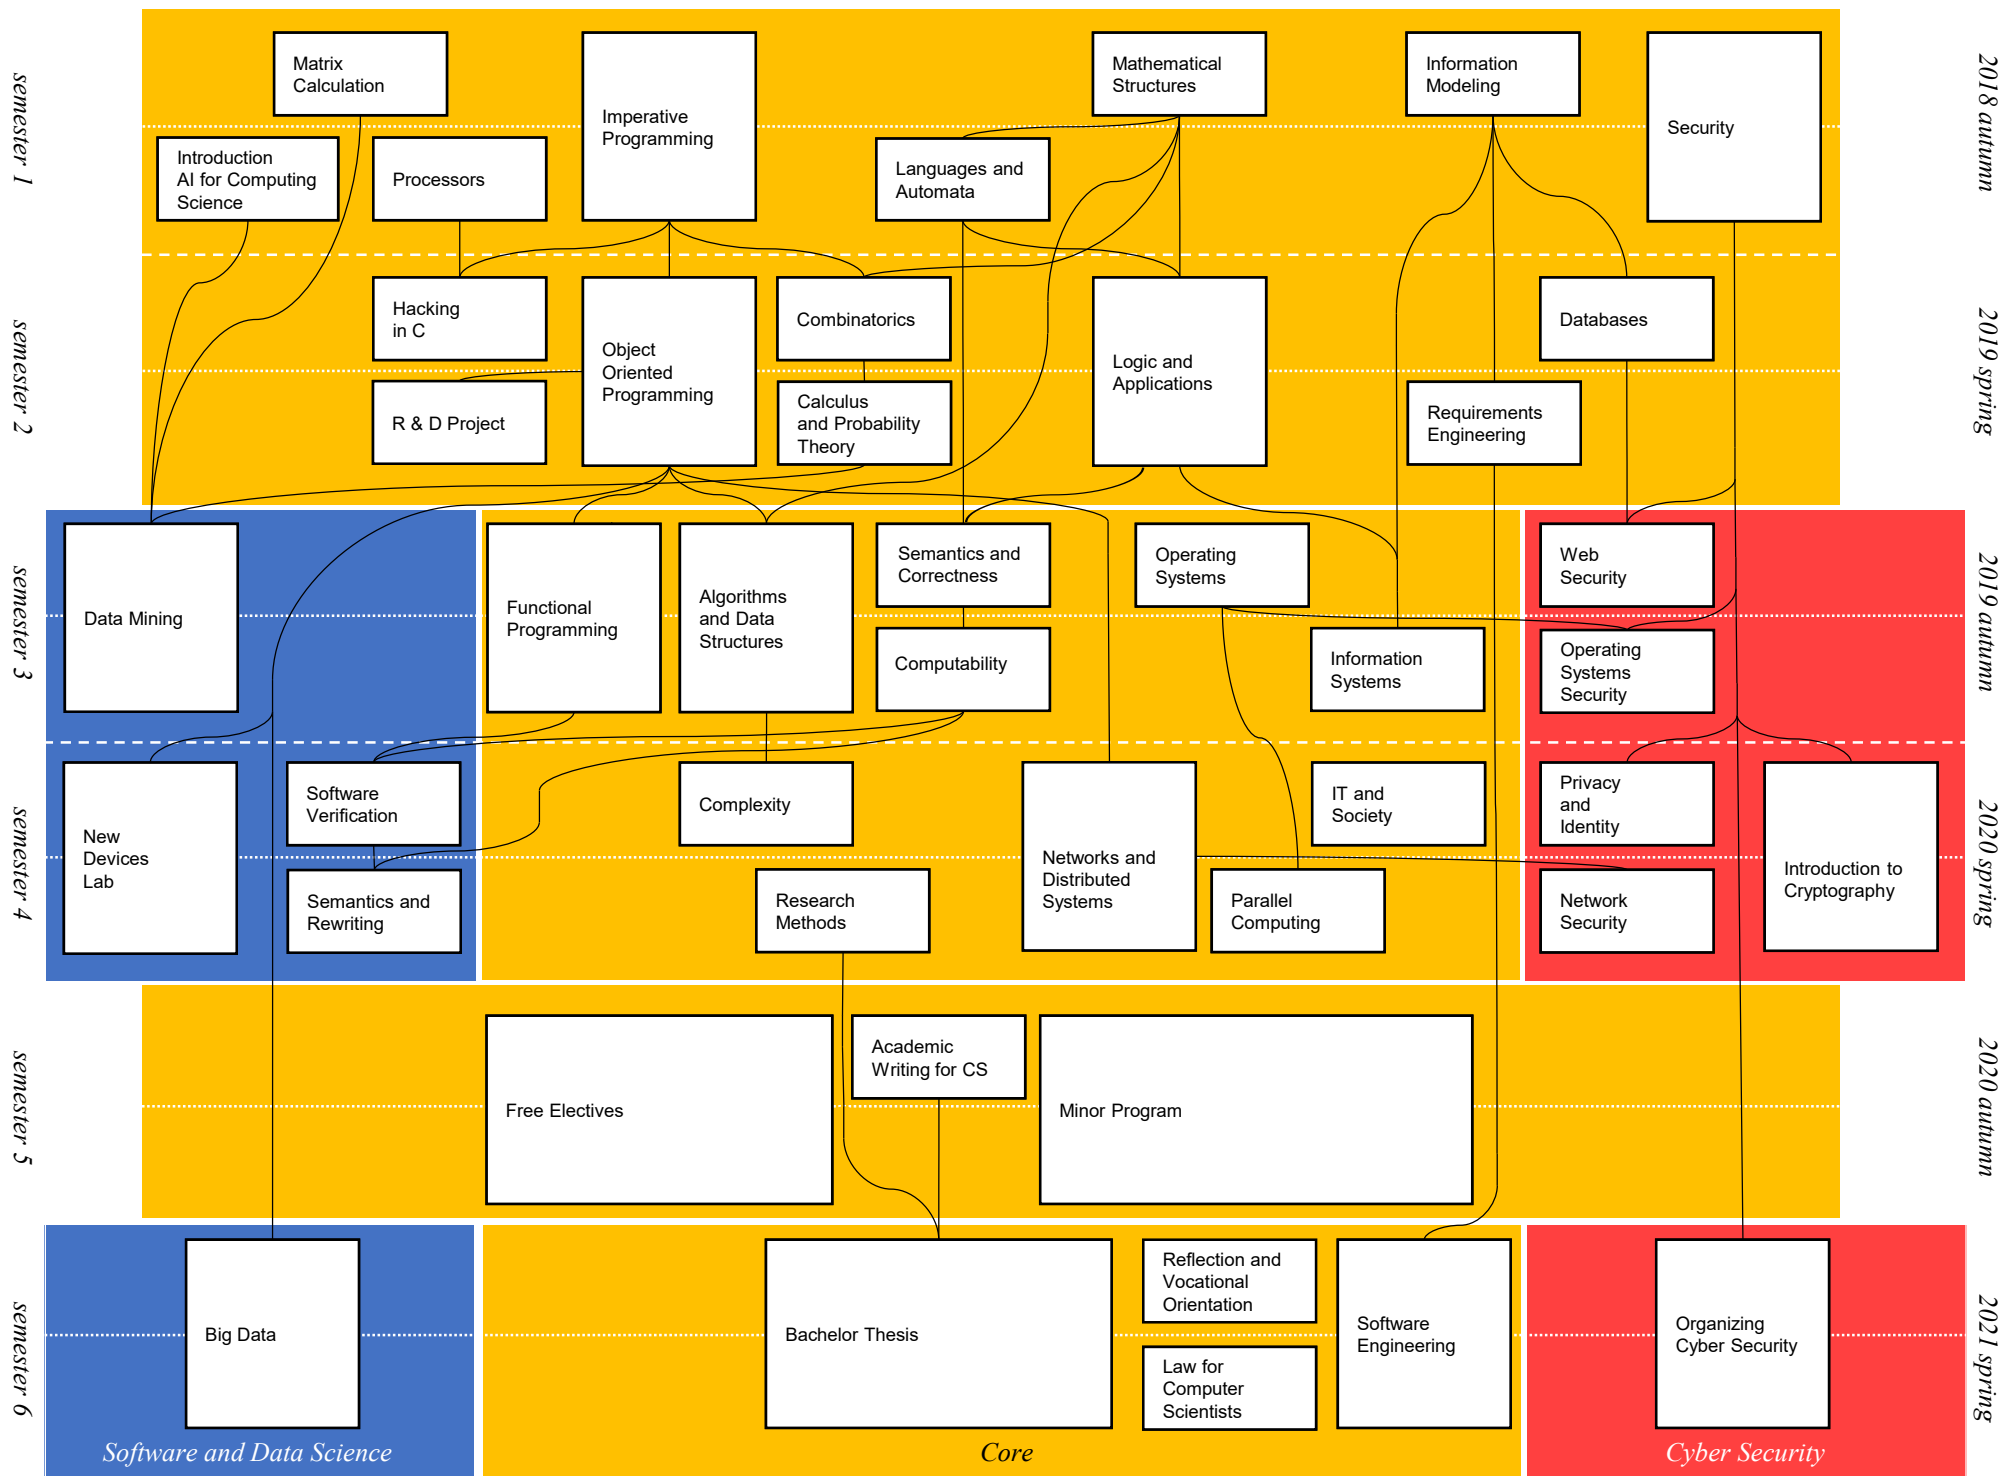 semester 1
Matrix
Calculation
Imperative
Programming
Mathematical
Structures
Information
Modeling
Security
2018 autumn
Introduction
AI for Computing
Science
Processors
Languages and
Automata
semester 2
Hacking
in C
Object
Oriented
Programming
Combinatorics
Logic and
Applications
Databases
2019 spring
R & D Project
Calculus
and Probability
Theory
Requirements
Engineering
semester 3
Data Mining
Functional
Programming
Algorithms
and Data
Structures
Semantics and
Correctness
Operating
Systems
Web
Security
2019 autumn
Computability
Information
Systems
Operating
Systems
Security
semester 4
New
Devices
Lab
Software
Verification
Complexity
Networks and
Distributed
Systems
IT and
Society
Privacy
and
Identity
Introduction to
Cryptography
2020 spring
Semantics and
Rewriting
Research
Methods
Parallel
Computing
Network
Security
semester 5
Free Electives
Academic
Writing for CS
Minor Program
2020 autumn
semester 6
Big Data
Bachelor Thesis
Reflection and
Vocational
Orientation
Software
Engineering
Organizing
Cyber Security
2021 spring
Law for
Computer
Scientists
Software and Data Science
Core
Cyber Security